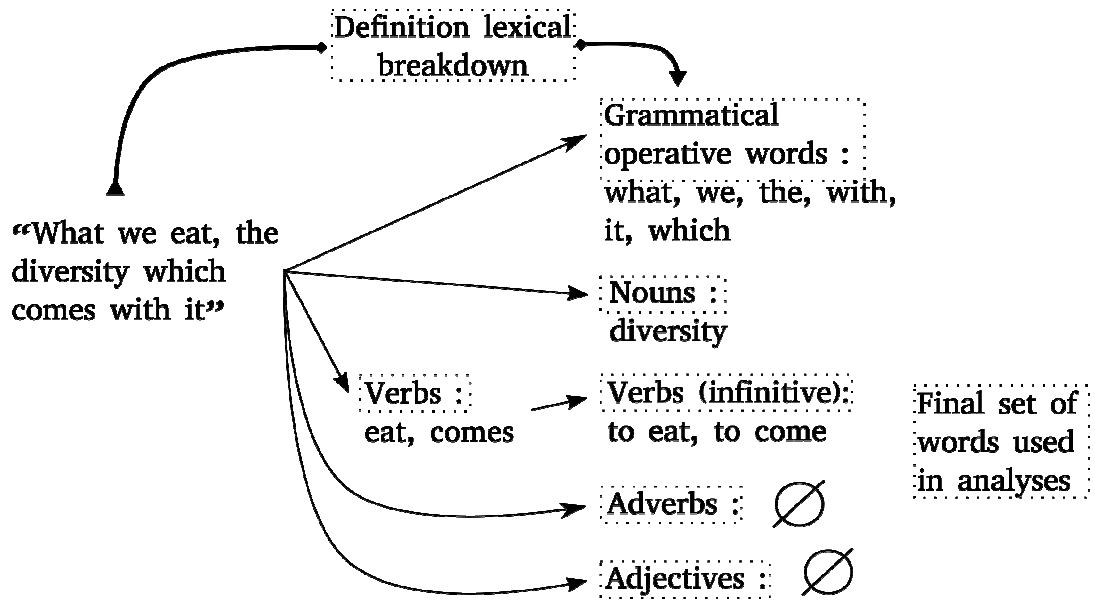 Definition lexical
breakdown
Grammatical
operative words :
what, we, the, with,
it, which
“What we eat, the
diversity which
comes with it”
Nouns :
diversity
Verbs :
eat, comes
Verbs (infinitive):
to eat, to come
Final set of
words used
in analyses
Adverbs : ∅
Adjectives : ∅